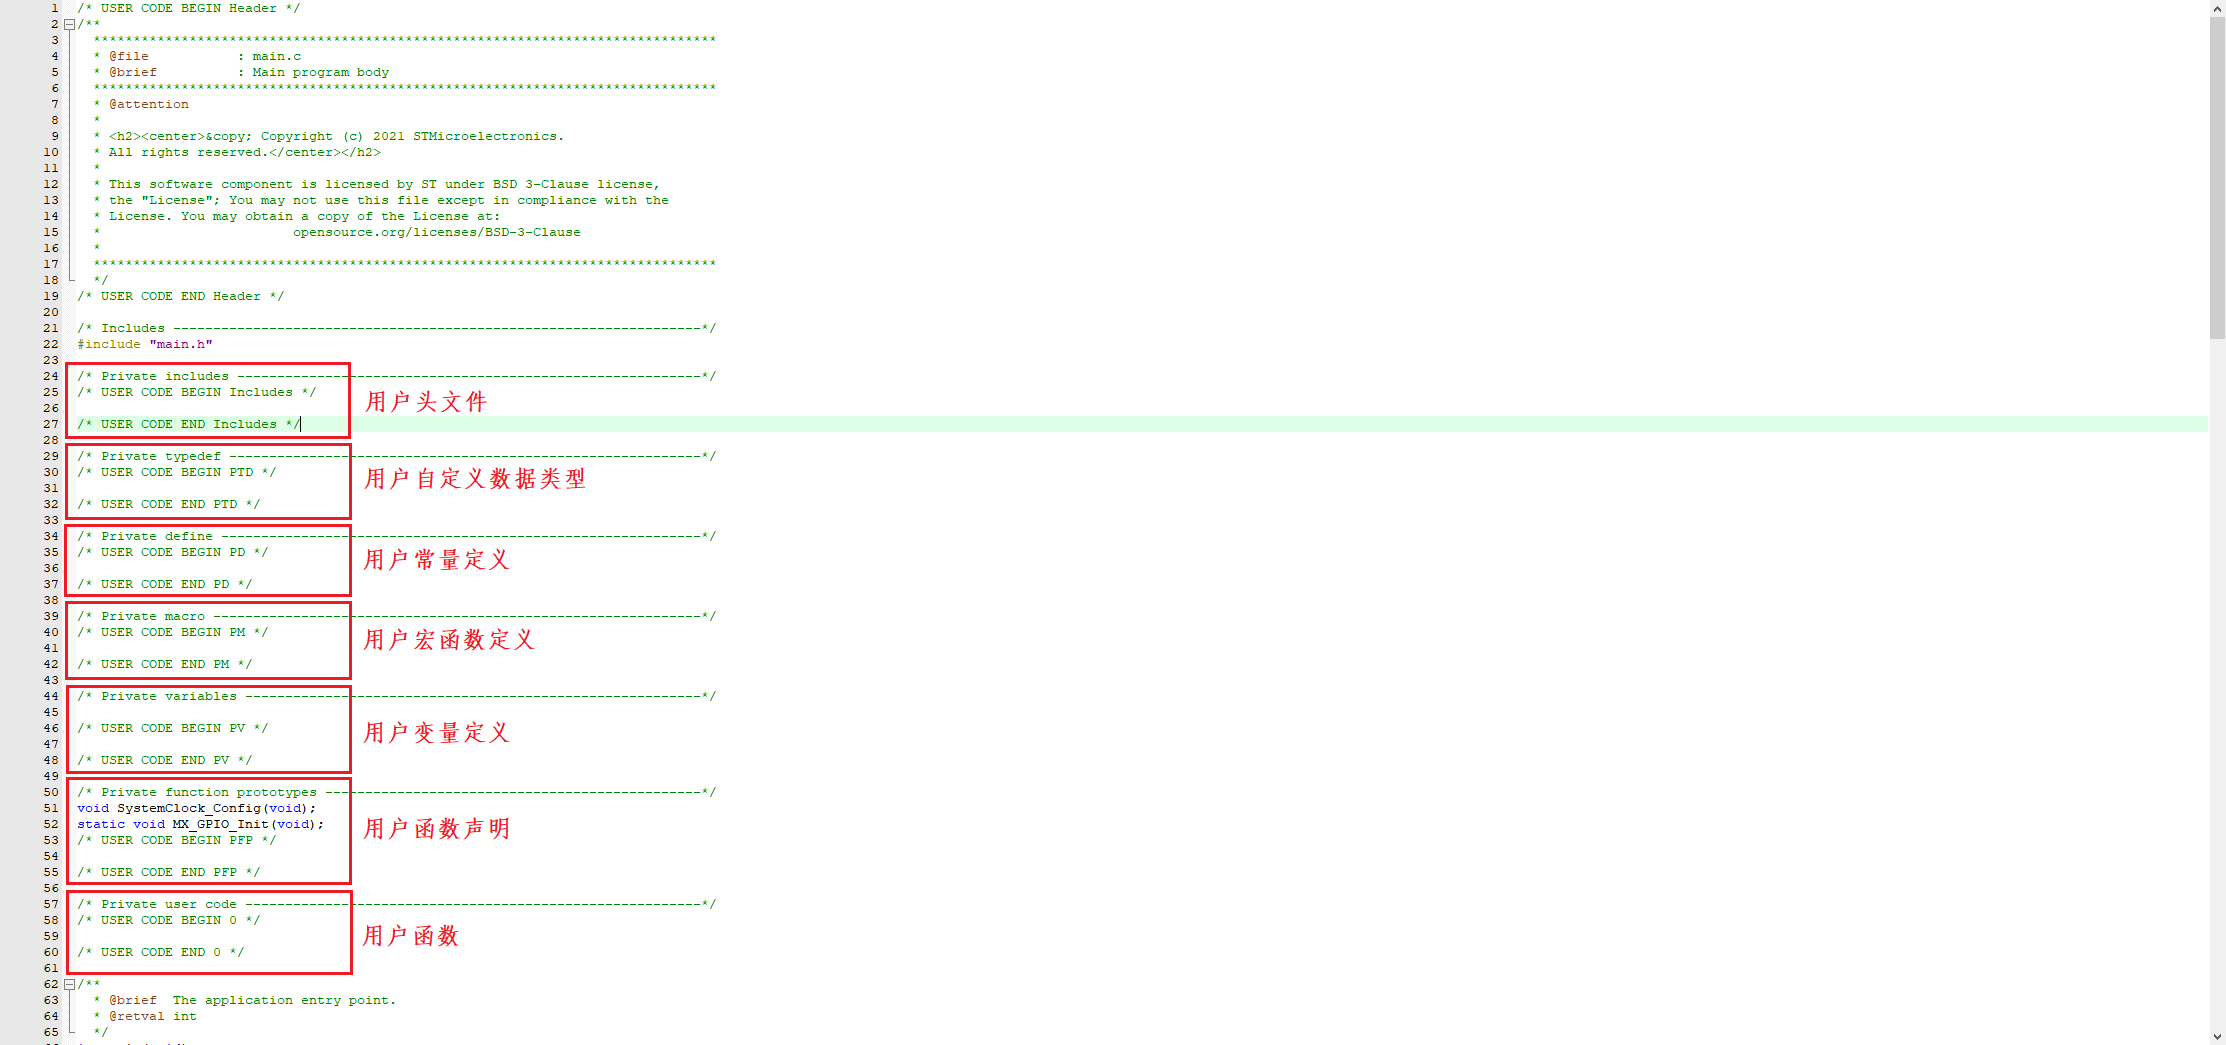 1 /* USER CODE BEGIN Header */
2 /**
3 ******************************************************************************
4 * @file : main.c
5 * @brief : Main program body
6 ******************************************************************************
7 * @attention
8 *
9 * <h2><center>&copy; Copyright (c) 2021 STMicroelectronics.
10 * All rights reserved.</center></h2>
11 *
12 * This software component is licensed by ST under BSD 3-Clause license,
13 * the "License"; You may not use this file except in compliance with the
14 * License. You may obtain a copy of the License at:
15 * opensource.org/licenses/BSD-3-Clause
16 *
17 ******************************************************************************
18 */
19 /* USER CODE END Header */
20
21 /* Includes ------------------------------------------------------------------*/
22 #include "main.h"
23
24 /* Private includes ----------------------------------------------------------*/
25 /* USER CODE BEGIN Includes */
用户头文件
26
27 /* USER CODE END Includes */
28
29 /* Private typedef -----------------------------------------------------------*/
30 /* USER CODE BEGIN PTD */
用户自定义数据类型
31
32 /* USER CODE END PTD */
33
34 /* Private define ------------------------------------------------------------*/
35 /* USER CODE BEGIN PD */
用户常量定义
36
37 /* USER CODE END PD */
38
39 /* Private macro -------------------------------------------------------------*/
40 /* USER CODE BEGIN PM */
用户宏函数定义
41
42 /* USER CODE END PM */
43
44 /* Private variables ---------------------------------------------------------*/
45
46 /* USER CODE BEGIN PV */
用户变量定义
47
48 /* USER CODE END PV */
49
50 /* Private function prototypes -----------------------------------------------*/
51 void SystemClock_Config(void);
52 static void MX_GPIO_Init(void);
用户函数声明
53 /* USER CODE BEGIN PFP */
54
55 /* USER CODE END PFP */
56
57 /* Private user code ---------------------------------------------------------*/
58 /* USER CODE BEGIN 0 */
用户函数
59
60 /* USER CODE END 0 */
61
62 /**
63 * @brief The application entry point.
64 * @retval int
65 */